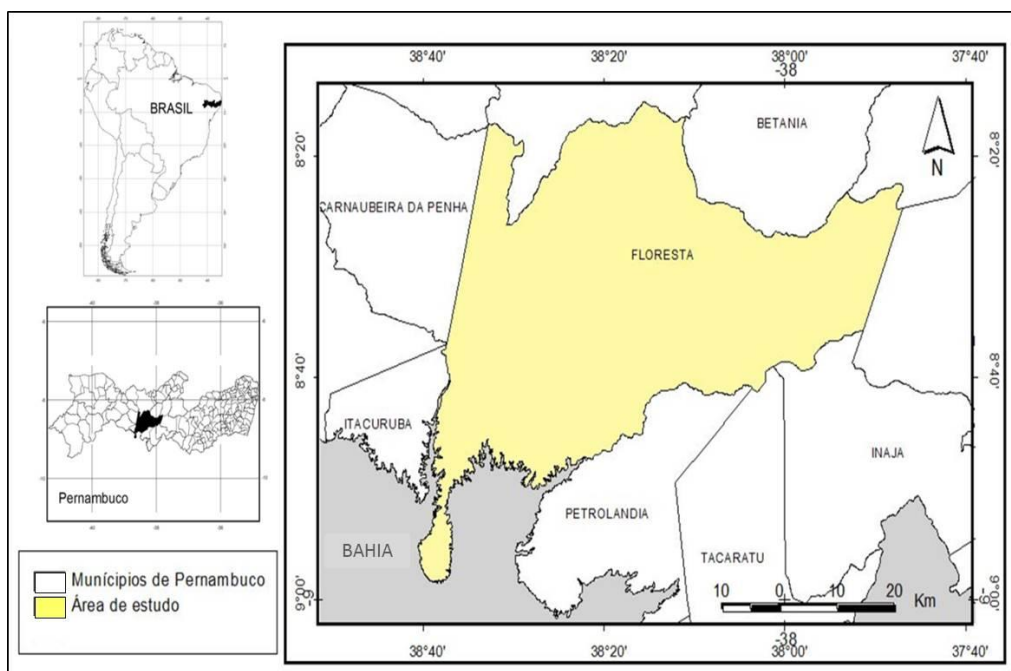 BRASIL
Pernambuco
Munícipios de Pernambuco
Área de estudo
38°40'
38°20'
38°00'
-38
37°40'
8°20'
8°20'
BETANIA
N
CARNAUBEIRA DA PENHA
FLORESTA
8°40'
8°40'
ITACURUBA
INAJA
PETROLANDIA
BAHIA
TACARATU
10 0 10 20
Km
9°00'
-9
9°00'
-9
38°40'
38°20'
38°00'
-38
37°40'